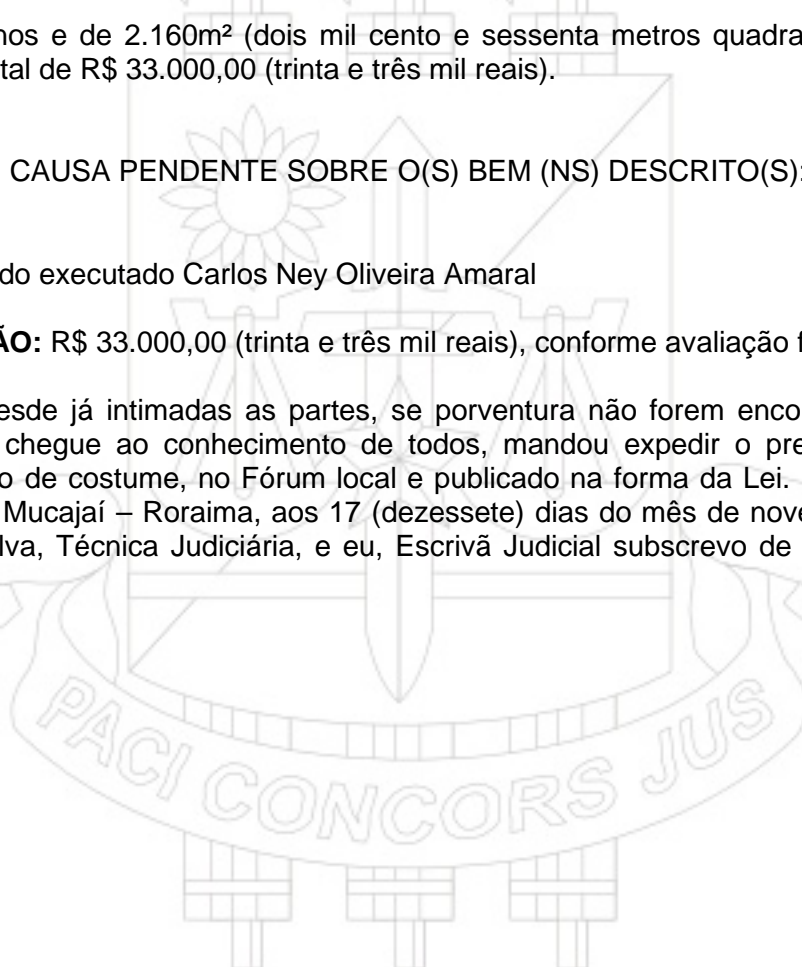 nos e de 2.160m² (dois mil cento e sessenta metros quadra
tal de R$ 33.000,00 (trinta e três mil reais).
CAUSA PENDENTE SOBRE O(S) BEM (NS) DESCRITO(S):
do executado Carlos Ney Oliveira Amaral
ÃO: R$ 33.000,00 (trinta e três mil reais), conforme avaliação f
esde já intimadas as partes, se porventura não forem enco
chegue ao conhecimento de todos, mandou expedir o pre
o de costume, no Fórum local e publicado na forma da Lei.
Mucajaí – Roraima, aos 17 (dezessete) dias do mês de nove
lva, Técnica Judiciária, e eu, Escrivã Judicial subscrevo de
PACI CONCORS JUS